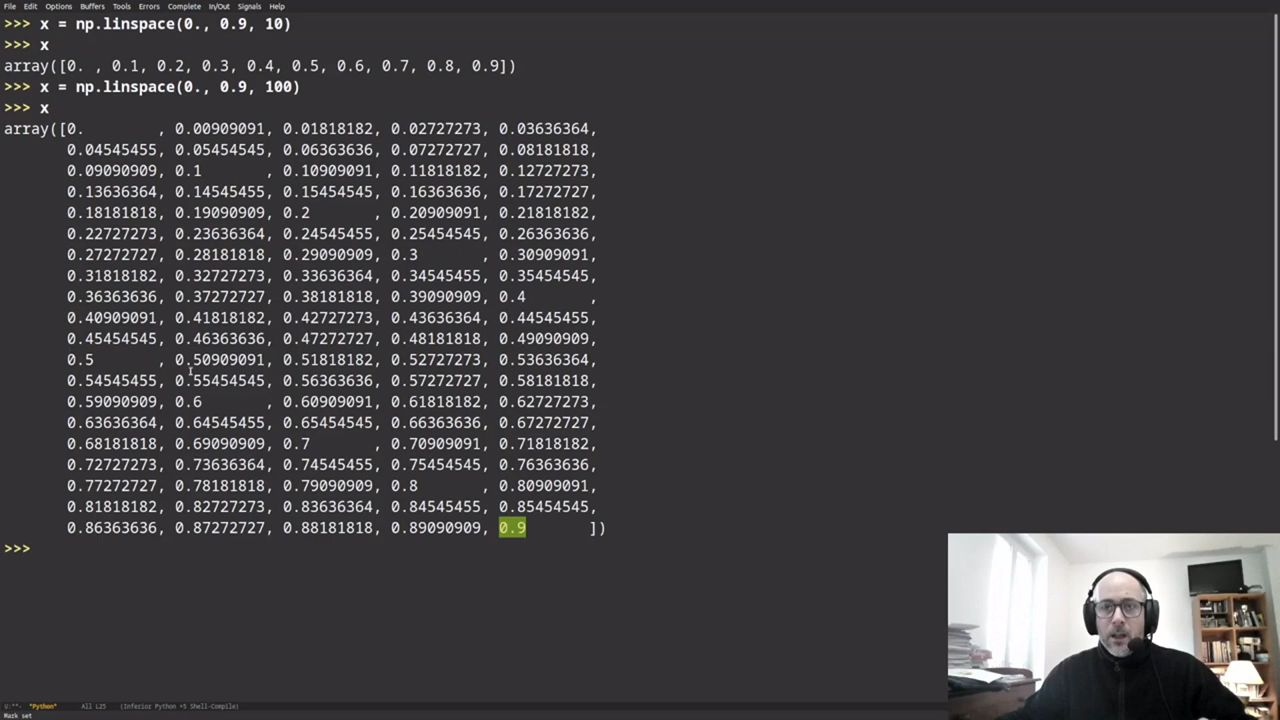 File Edit Options Buffers Tools Errors Complete In/Out Signals Help
>>> x = np.linspace(0., 0.9, 10)
>>> x
array([0. , 0.1, 0.2, 0.3, 0.4, 0.5, 0.6, 0.7, 0.8, 0.9])
>>> x = np.linspace(0., 0.9, 100)
>>> x
array([0.        , 0.00909091, 0.01818182, 0.02727273, 0.03636364,
       0.04545455, 0.05454545, 0.06363636, 0.07272727, 0.08181818,
       0.09090909, 0.1       , 0.10909091, 0.11818182, 0.12727273,
       0.13636364, 0.14545455, 0.15454545, 0.16363636, 0.17272727,
       0.18181818, 0.19090909, 0.2       , 0.20909091, 0.21818182,
       0.22727273, 0.23636364, 0.24545455, 0.25454545, 0.26363636,
       0.27272727, 0.28181818, 0.29090909, 0.3       , 0.30909091,
       0.31818182, 0.32727273, 0.33636364, 0.34545455, 0.35454545,
       0.36363636, 0.37272727, 0.38181818, 0.39090909, 0.4       ,
       0.40909091, 0.41818182, 0.42727273, 0.43636364, 0.44545455,
       0.45454545, 0.46363636, 0.47272727, 0.48181818, 0.49090909,
       0.5       , 0.50909091, 0.51818182, 0.52727273, 0.53636364,
       0.54545455, 0.55454545, 0.56363636, 0.57272727, 0.58181818,
       0.59090909, 0.6       , 0.60909091, 0.61818182, 0.62727273,
       0.63636364, 0.64545455, 0.65454545, 0.66363636, 0.67272727,
       0.68181818, 0.69090909, 0.7       , 0.70909091, 0.71818182,
       0.72727273, 0.73636364, 0.74545455, 0.75454545, 0.76363636,
       0.77272727, 0.78181818, 0.79090909, 0.8       , 0.80909091,
       0.81818182, 0.82727273, 0.83636364, 0.84545455, 0.85454545,
       0.86363636, 0.87272727, 0.88181818, 0.89090909, 0.9       ])
>>>
U:**- *Python* All L25 (Inferior Python +5 Shell-Compile)
Mark set